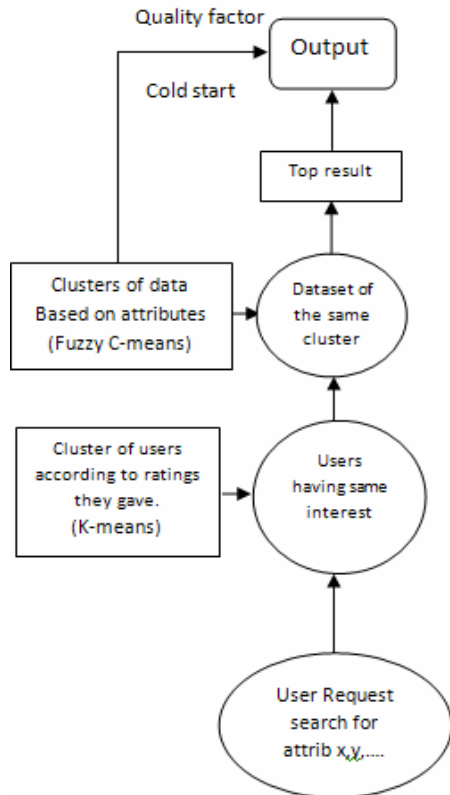 Quality factor
Output
Cold start
Top result
Clusters of data
Based on attributes
(Fuzzy C-means)
Dataset of
the same
cluster
Cluster of users
according to ratings
they gave.
(K-means)
Users
having same
interest
User Request
search for
attrib x,y,....